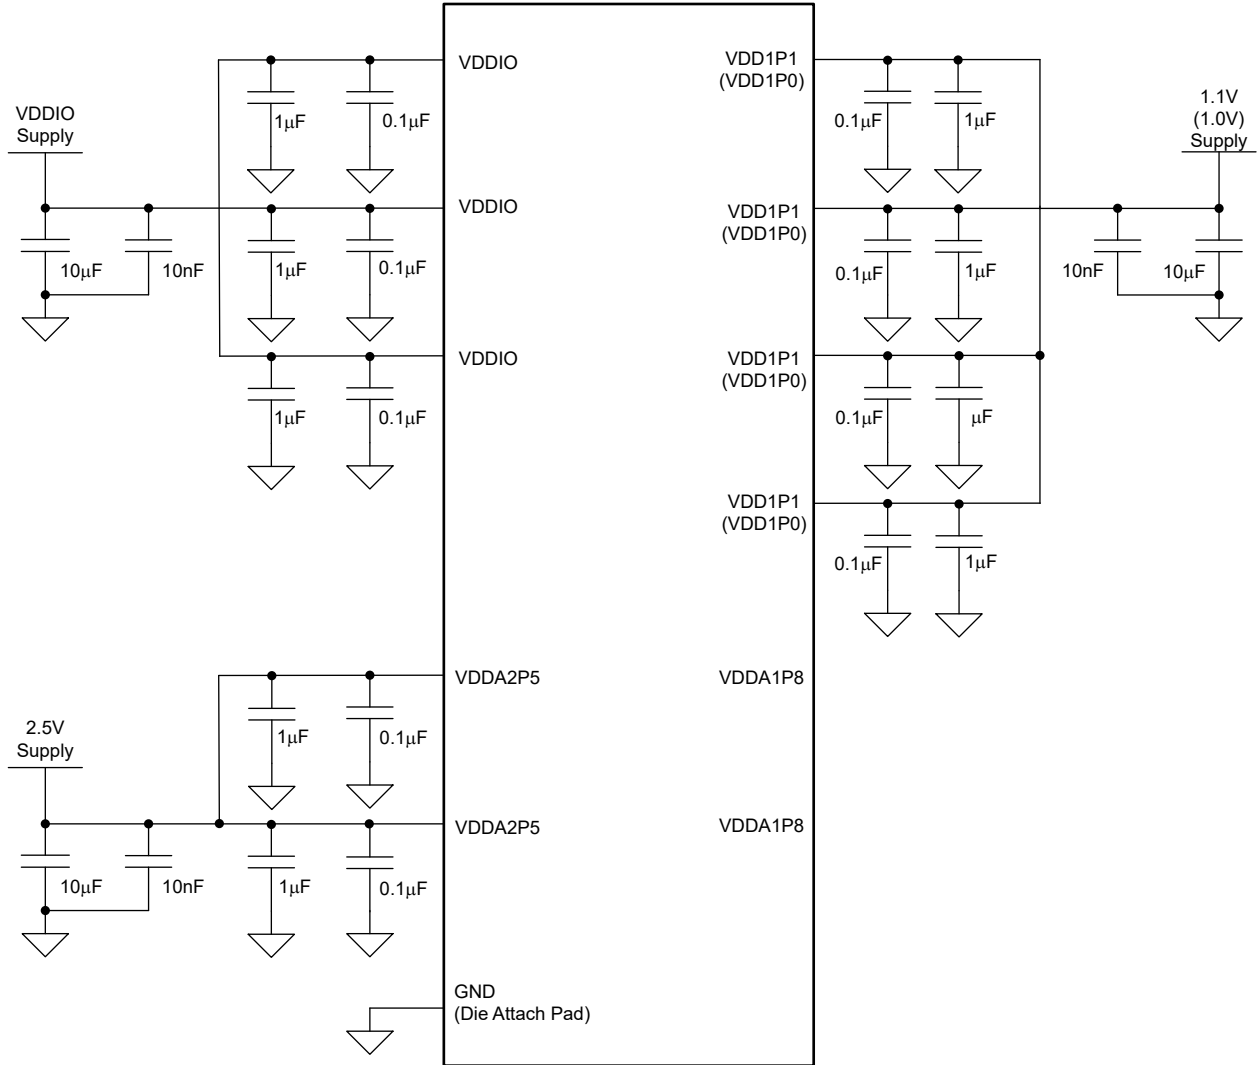 VDDIO
1µF
0.1µF
VDDIO
Supply
VDDIO
10µF
10nF
1µF
0.1µF
VDDIO
1µF
0.1µF
VDDA2P5
1µF
0.1µF
2.5V
Supply
VDDA2P5
10µF
10nF
1µF
0.1µF
GND
(Die Attach Pad)
VDD1P1
(VDD1P0)
0.1µF
1µF
1.1V
(1.0V)
Supply
VDD1P1
(VDD1P0)
0.1µF
1µF
10nF
10µF
VDD1P1
(VDD1P0)
0.1µF
µF
VDD1P1
(VDD1P0)
0.1µF
1µF
VDDA1P8
VDDA1P8